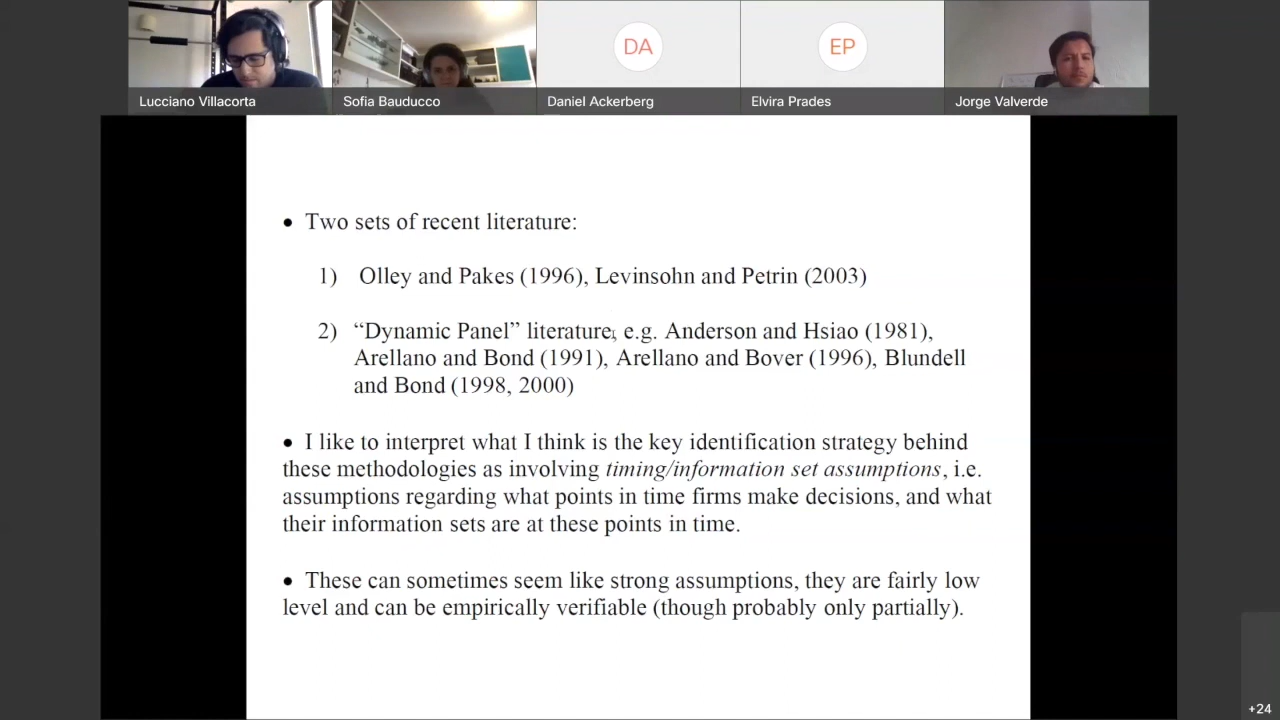 DA
EP
Lucciano Villacorta
Sofia Bauducco
Daniel Ackerberg
Elvira Prades
Jorge Valverde
• Two sets of recent literature:
1) Olley and Pakes (1996), Levinsohn and Petrin (2003)
2) “Dynamic Panel” literature, e.g. Anderson and Hsiao (1981),
Arellano and Bond (1991), Arellano and Bover (1996), Blundell
and Bond (1998, 2000)
• I like to interpret what I think is the key identification strategy behind
these methodologies as involving timing/information set assumptions, i.e.
assumptions regarding what points in time firms make decisions, and what
their information sets are at these points in time.
• These can sometimes seem like strong assumptions, they are fairly low
level and can be empirically verifiable (though probably only partially).
+24